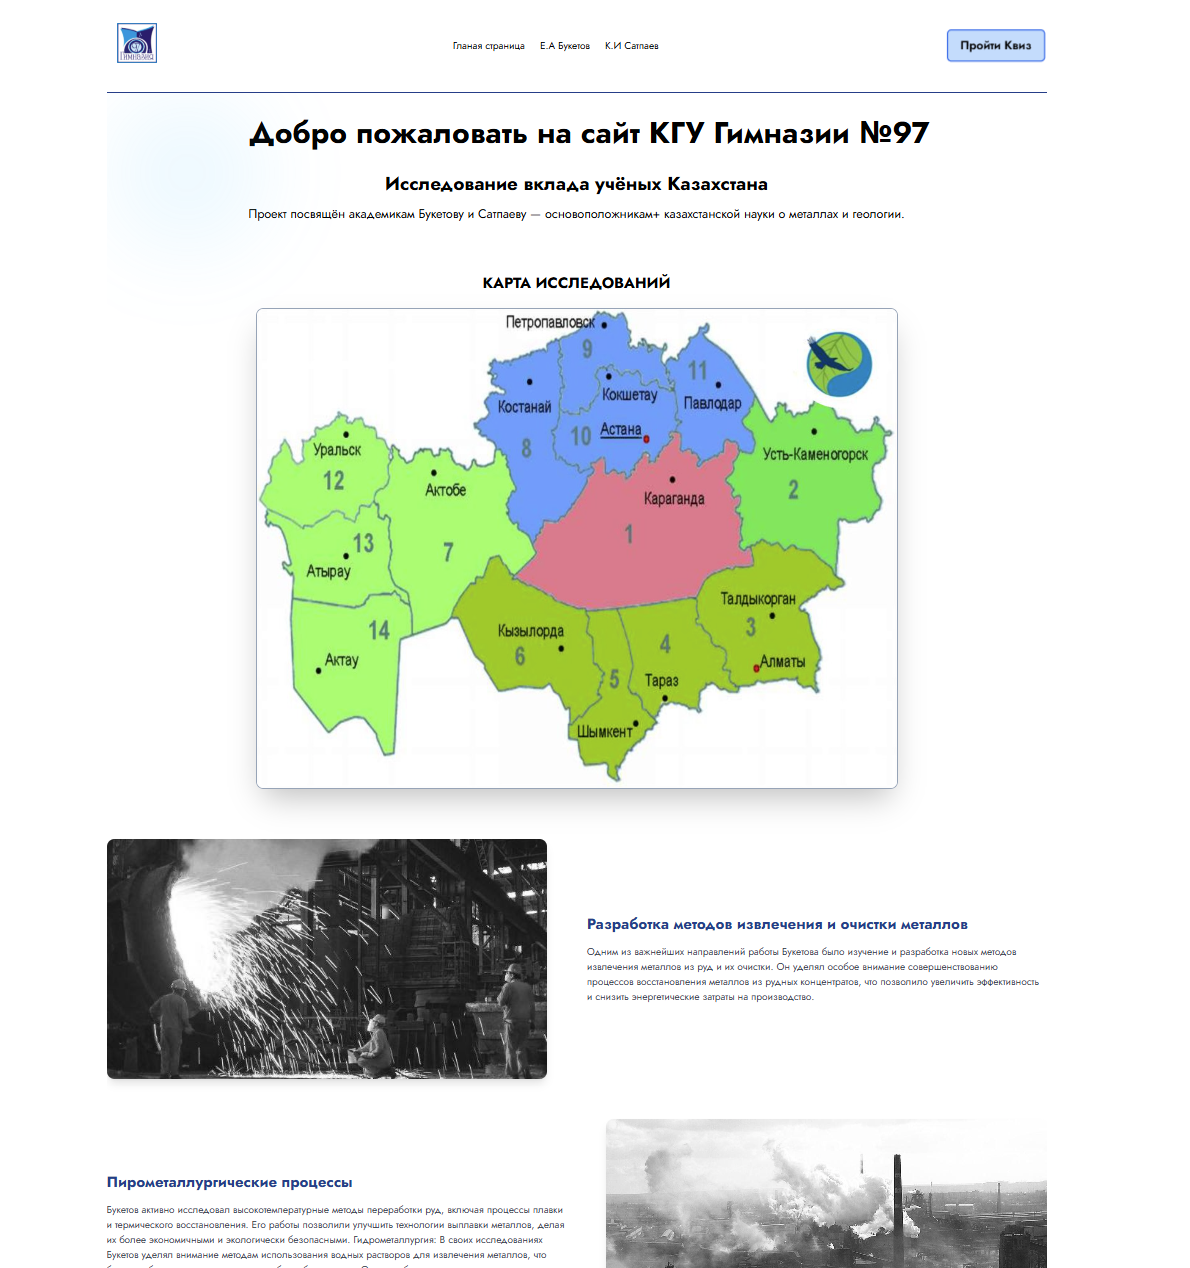 ГИМНАЗИЯ
Гланая страница
Е.А Букетов
К.И Сатпаев
Пройти Квиз
Добро пожаловать на сайт КГУ Гимназии №97
Исследование вклада учёных Казахстана
Проект посвящён академикам Букетову и Сатпаеву — основоположникам+ казахстанской науки о металлах и геологии.
КАРТА ИССЛЕДОВАНИЙ
Петропавловск
9
11
Кокшетау
Костанай
Павлодар
10
Астана
8
Уральск
Усть-Каменогорск
12
Актобе
2
Караганда
1
13
7
Атырау
Талдыкорган
14
Кызылорда
3
4
6
Актау
Алматы
5
Тараз
Шымкент
Разработка методов извлечения и очистки металлов
Одним из важнейших направлений работы Букетова было изучение и разработка новых методов
извлечения металлов из руд и их очистки. Он уделял особое внимание совершенствованию
процессов восстановления металлов из рудных концентратов, что позволило увеличить эффективность
и снизить энергетические затраты на производство.
Пирометаллургические процессы
Букетов активно исследовал высокотемпературные методы переработки руд, включая процессы плавки
и термического восстановления. Его работы позволили улучшить технологии выплавки металлов, делая
их более экономичными и экологически безопасными. Гидрометаллургия: В своих исследованиях
Букетов уделял внимание методам использования водных растворов для извлечения металлов, что